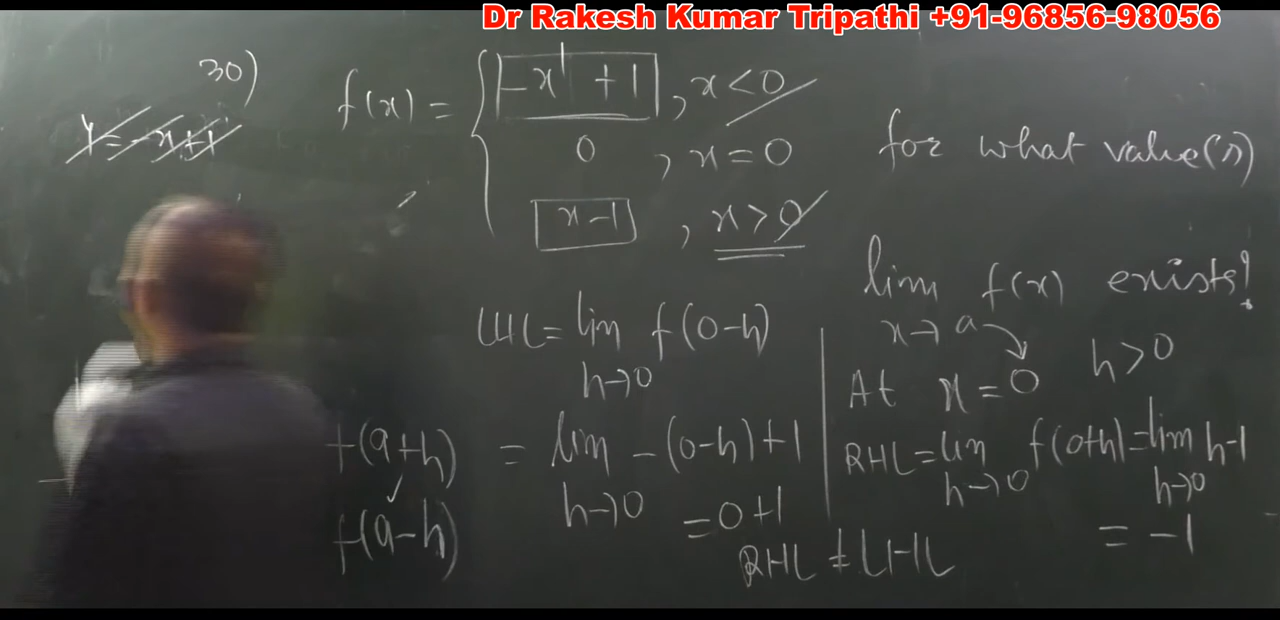 Dr Rakesh Kumar Tripathi +91-96856-98056
30)
Y=-x+1
f(x) = { -x + 1 , x < 0
0 , x = 0
x-1 , x > 0
for what value(s)
lim f(x) exists?
x→a
At x = 0 h > 0
LHL = lim f(0-h)
h→0
= lim -(0-h)+1
h→0
= 0+1
RHL = lim f(0+h) = lim h-1
h→0 h→0
= -1
RHL ≠ LHL
f(a+h)
f(a-h)